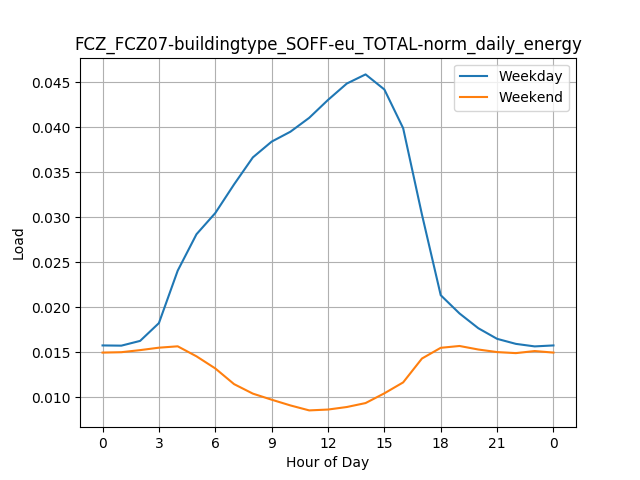 FCZ_FCZ07-buildingtype_SOFF-eu_TOTAL-norm_daily_energy
Weekday
Weekend
0.045
0.040
0.035
0.030
0.025
0.020
0.015
0.010
Load
0 3 6 9 12 15 18 21 0
Hour of Day